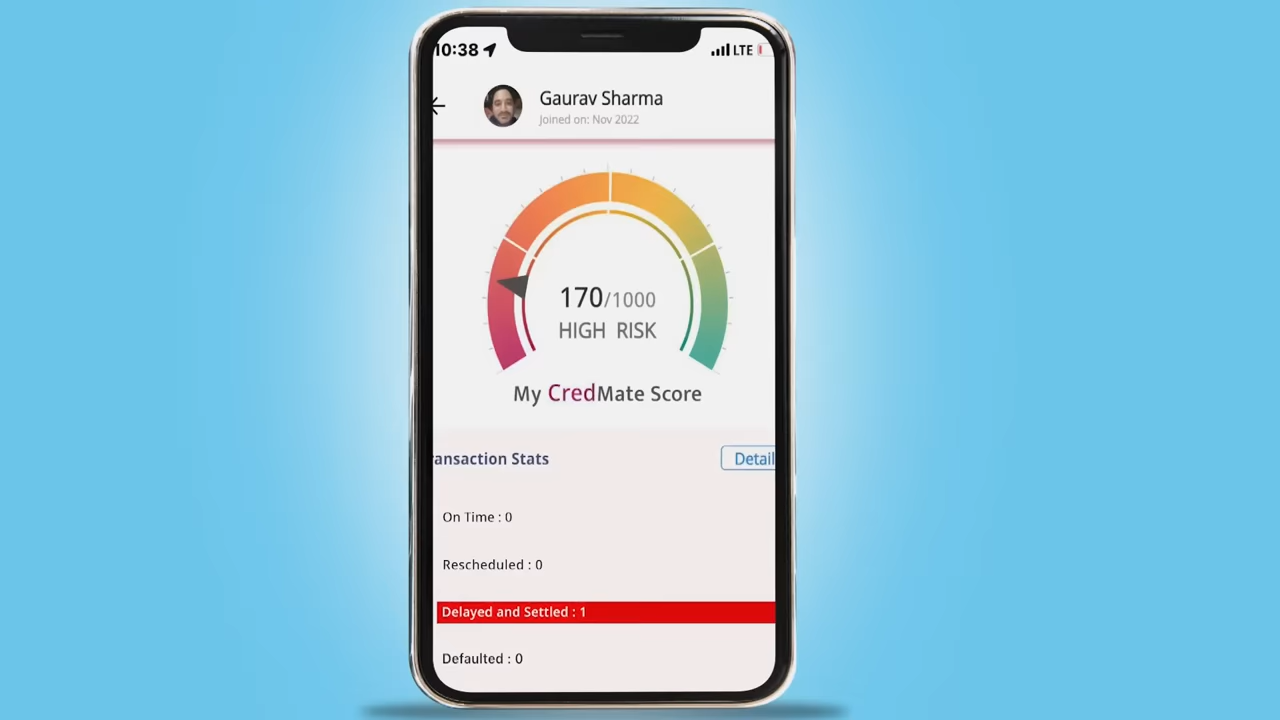 10:38 LTE
Gaurav Sharma
Joined on: Nov 2022
170/1000
HIGH RISK
My CredMate Score
ansaction Stats
Detail
On Time : 0
Rescheduled : 0
Delayed and Settled : 1
Defaulted : 0